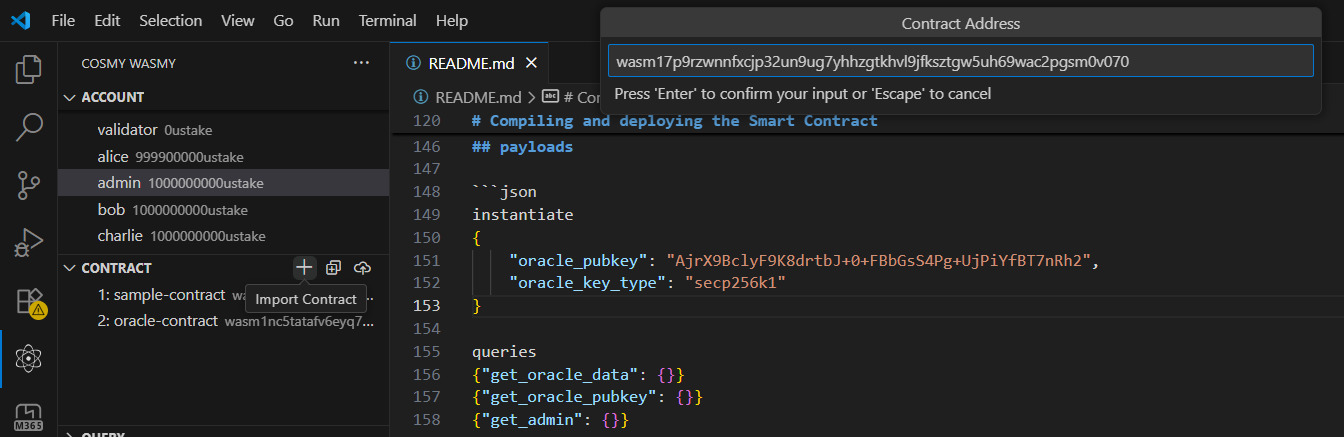 File Edit Selection View Go Run Terminal Help
Contract Address
wasm17p9rzwnnfxcjp32un9ug7yhhzgtkhvl9jfksztgw5uh69wac2pgsm0v070
Press 'Enter' to confirm your input or 'Escape' to cancel
COSMY WASMY ...
ACCOUNT
validator 0ustake
alice 999900000ustake
admin 1000000000ustake
bob 1000000000ustake
charlie 1000000000ustake
CONTRACT
Import Contract
1: sample-contract wa...
2: oracle-contract wasm1nc5tatafv6eyq7...
QUERY
M365
README.md
README.md > # Co
120 # Compiling and deploying the Smart Contract
146 ## payloads
147
148 ```json
149 instantiate
150 {
151 "oracle_pubkey": "AjrX9BclyF9K8drtbJ+0+FBbGsS4Pg+UjPiYfBT7nRh2",
152 "oracle_key_type": "secp256k1"
153 }
154
155 queries
156 {"get_oracle_data": {}}
157 {"get_oracle_pubkey": {}}
158 {"get_admin": {}}